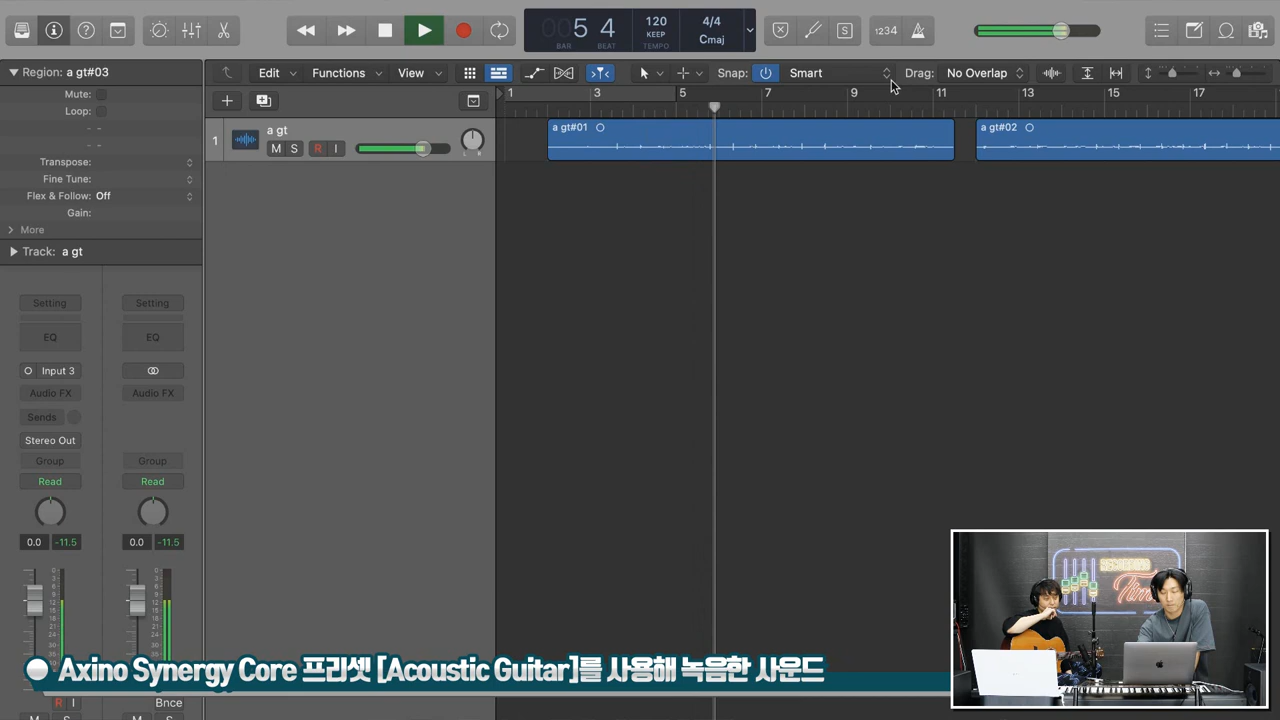 5 4
BAR BEAT
120
KEEP
TEMPO
4/4
Cmaj
S
1234
Region: a gt#03
Mute:
Loop:
Transpose:
Fine Tune:
Flex & Follow: Off
Gain:
More
Track: a gt
Edit Functions View
Snap: Smart
Drag: No Overlap
1 3 5 7 9 11 13 15 17
1
a gt
M S R I
L R
a gt#01
a gt#02
Setting Setting
EQ EQ
Input 3
Audio FX Audio FX
Sends
Stereo Out
Group Group
Read Read
0.0 -11.5 0.0 -11.5
Axino Synergy Core 프리셋 [Acoustic Guitar]를 사용해 녹음한 사운드
R I
Bnce